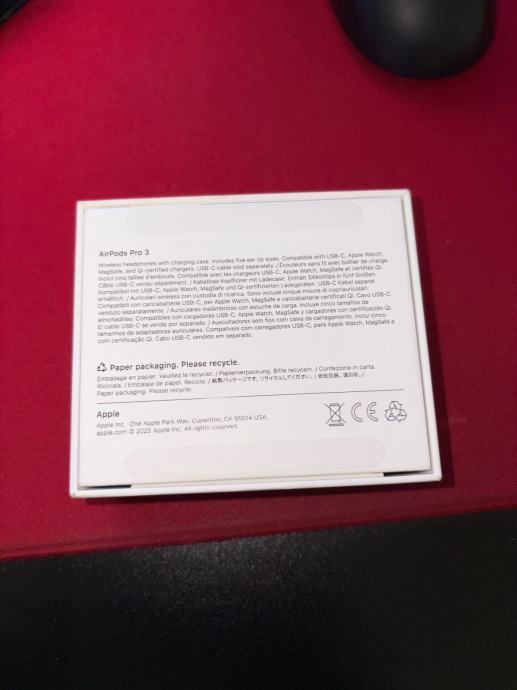 AirPods Pro 3
Wireless headphones with charging case. Includes five ear tip sizes. Compatible with USB-C, Apple Watch,
MagSafe, and Qi-certified chargers. USB-C cable sold separately. / Écouteurs sans fil avec boîtier de charge.
Inclut cinq tailles d'embouts. Compatible avec les chargeurs USB-C, Apple Watch, MagSafe et certifiés Qi.
Câble USB-C vendu séparément. / Kabellose Kopfhörer mit Ladecase. Enthält Silikontips in fünf Größen.
Kompatibel mit USB-C, Apple Watch, MagSafe und Qi-zertifizierten Ladegeräten. USB-C Kabel separat
erhältlich. / Auricolari wireless con custodia di ricarica. Sono incluse cinque misure di copriauricolari.
Compatibili con caricabatterie USB-C, per Apple Watch, MagSafe e caricabatterie certificati Qi. Cavo USB-C
venduto separatamente. / Auriculares inalámbricos con estuche de carga. Incluye cinco tamaños de
almohadillas. Compatibles con cargadores USB-C, Apple Watch, MagSafe y cargadores con certificación Qi.
El cable USB-C se vende por separado. / Auscultadores sem fios com caixa de carregamento. Inclui cinco
tamanhos de adaptadores auriculares. Compatíveis com carregadores USB-C, para Apple Watch, MagSafe e
com certificação Qi. Cabo USB-C vendido em separado.
Paper packaging. Please recycle.
Emballage en papier. Veuillez le recycler. / Papierverpackung. Bitte recyceln. / Confezione in carta.
Riciclala. / Embalaje de papel. Recicla. / 紙製パッケージです。リサイクルしてください。/ 纸制包装，请回收。/
Paper packaging. Please recycle.
Apple
Apple Inc., One Apple Park Way, Cupertino, CA 95014 USA.
apple.com © 2025 Apple Inc. All rights reserved.
CE